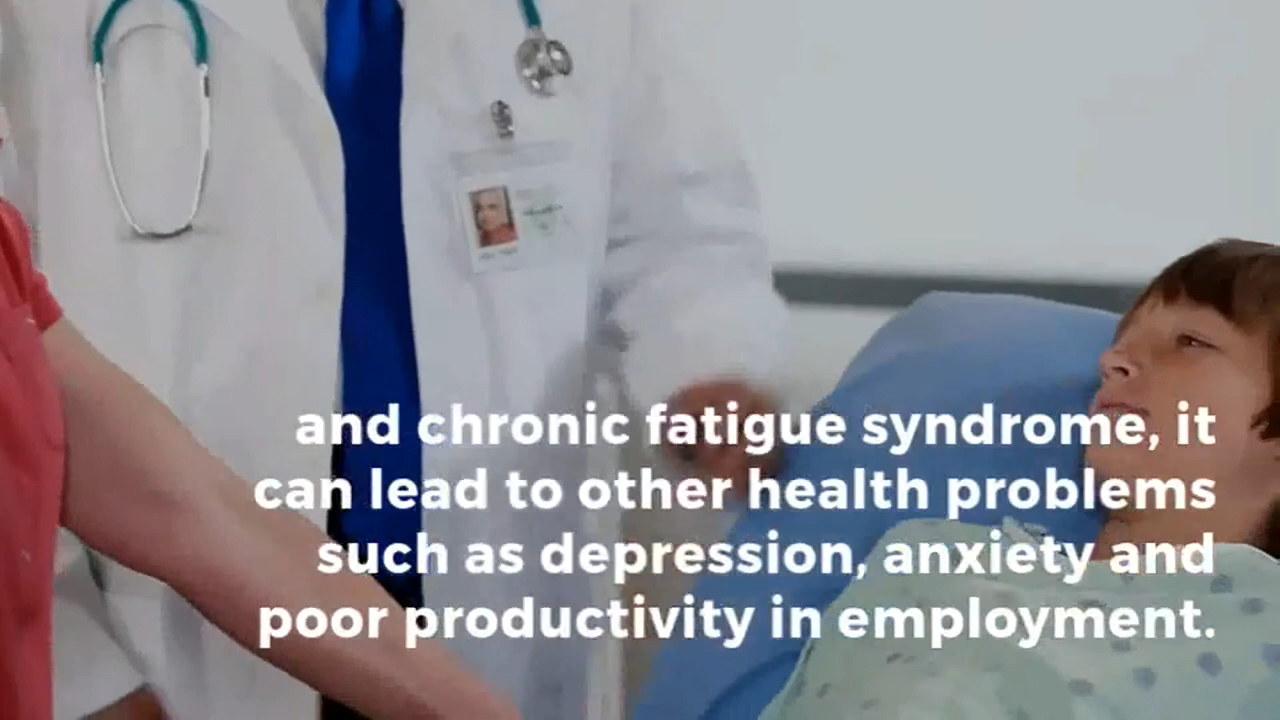 and chronic fatigue syndrome, it
can lead to other health problems
such as depression, anxiety and
poor productivity in employment.